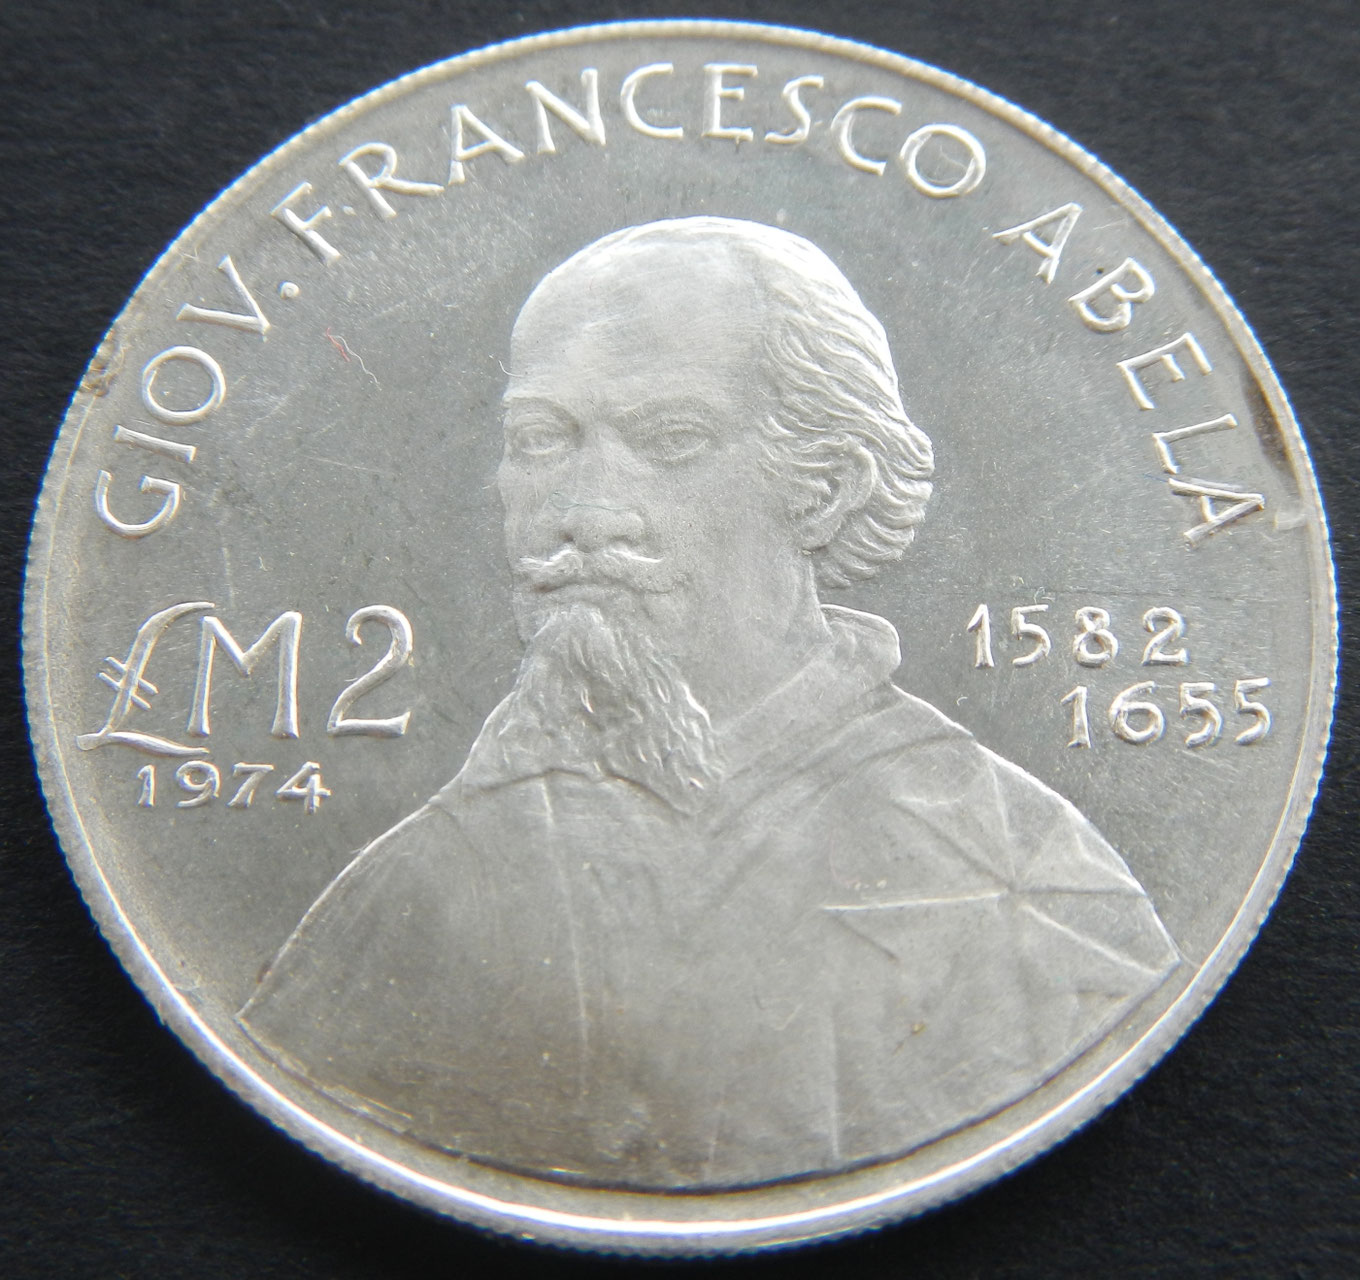 GIOV. FRANCESCO ABELA
£M2
1974
1582
1655